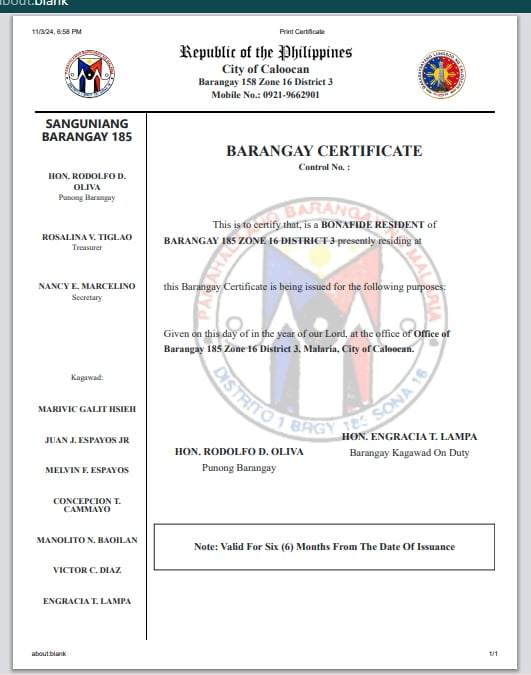 about:blank
11/3/24, 6:58 PM
Print Certificate
Republic of the Philippines
City of Caloocan
Barangay 158 Zone 16 District 3
Mobile No.: 0921-9662901
SANGUNIANG
BARANGAY 185
HON. RODOLFO D.
OLIVA
Punong Barangay
ROSALINA V. TIGLAO
Treasurer
NANCY E. MARCELINO
Secretary
Kagawad:
MARIVIC GALIT HSIEH
JUAN J. ESPAYOS JR
MELVIN F. ESPAYOS
CONCEPCION T.
CAMMAYO
MANOLITO N. BAOILAN
VICTOR C. DIAZ
ENGRACIA T. LAMPA
BARANGAY CERTIFICATE
Control No. :
This is to certify that, is a BONAFIDE RESIDENT of
BARANGAY 185 ZONE 16 DISTRICT 3 presently residing at
this Barangay Certificate is being issued for the following purposes:
Given on this day of in the year of our Lord, at the office of Office of
Barangay 185 Zone 16 District 3, Malaria, City of Caloocan.
DISTRITO 1 BRGY 185 SONA 16
HON. RODOLFO D. OLIVA
Punong Barangay
HON. ENGRACIA T. LAMPA
Barangay Kagawad On Duty
Note: Valid For Six (6) Months From The Date Of Issuance
about:blank
1/1